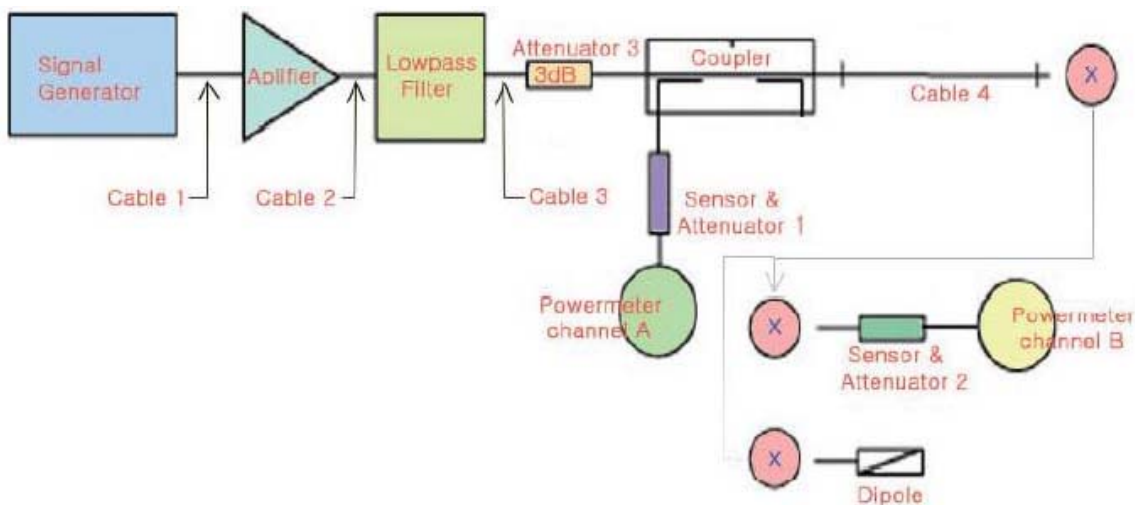 Signal
Generator
Aplifier
Lowpass
Filter
Attenuator 3
3dB
Coupler
Cable 4
X
Cable 1
Cable 2
Cable 3
Sensor &
Attenuator 1
Powermeter
channel A
X
Sensor &
Attenuator 2
Powermeter
channel B
X
Dipole